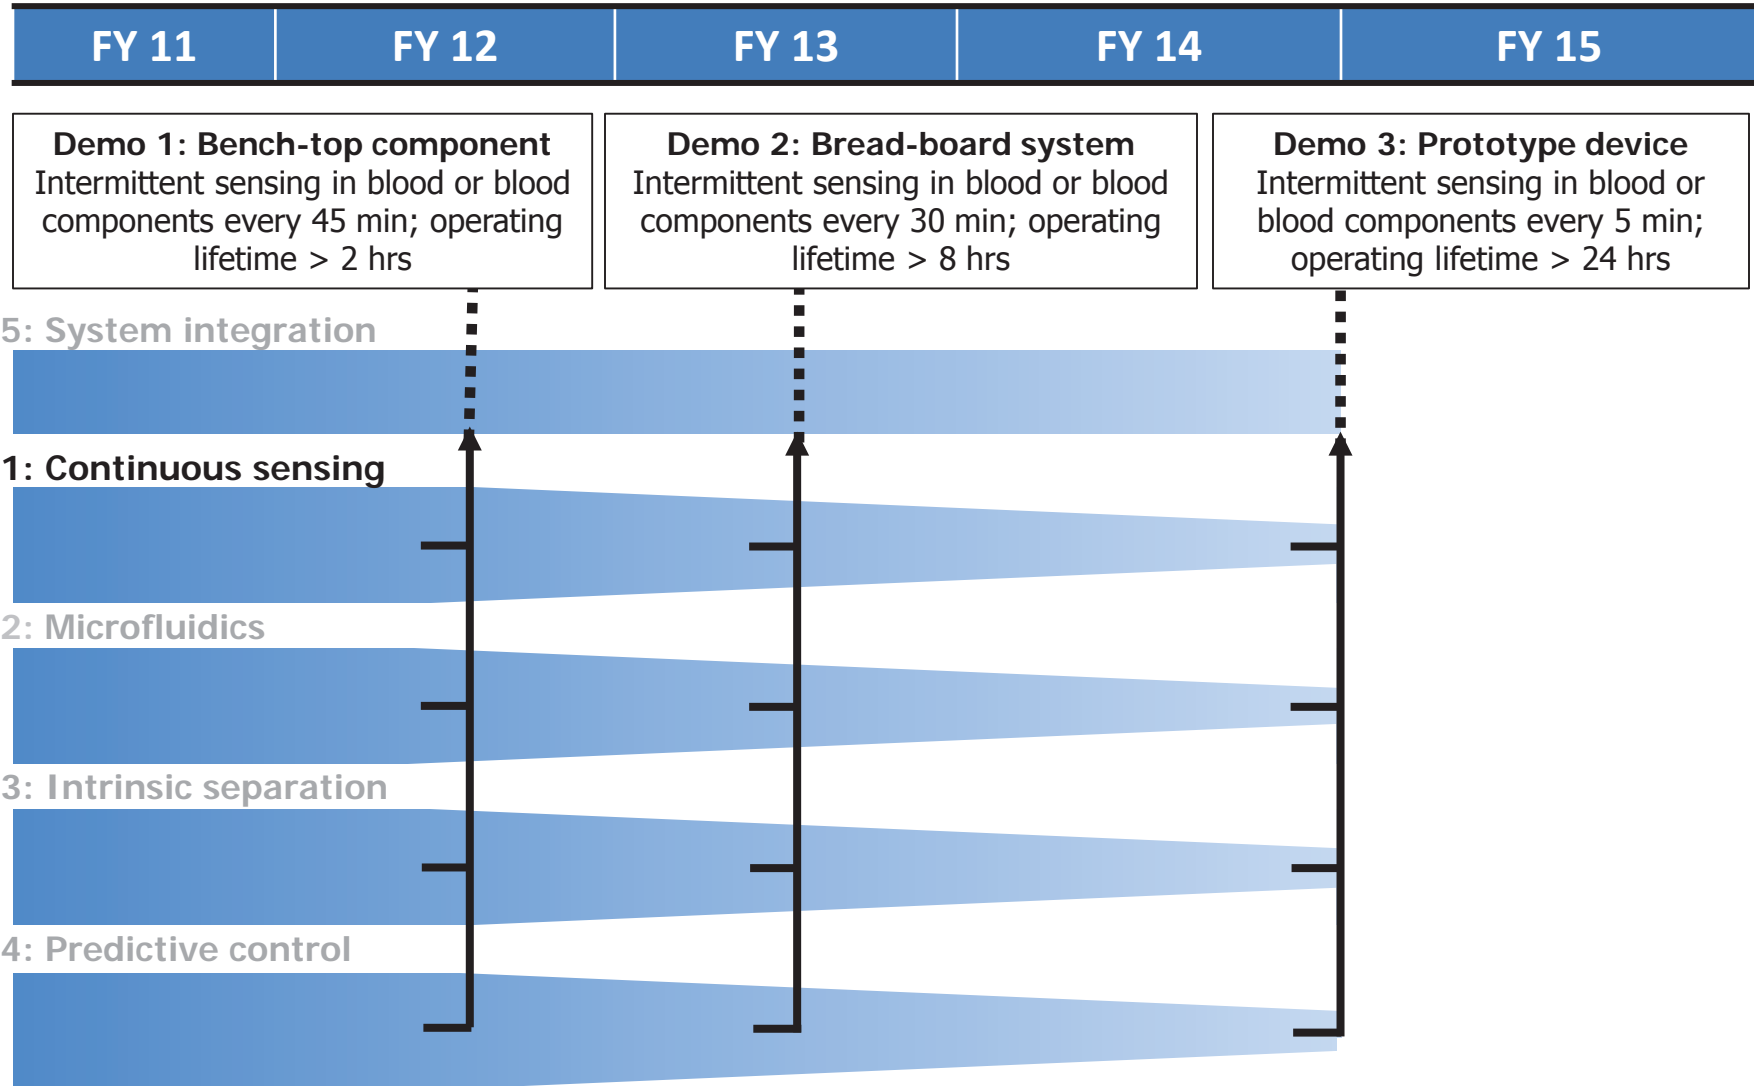 FY 11 FY 12 FY 13 FY 14 FY 15
Demo 1: Bench-top component
Intermittent sensing in blood or blood
components every 45 min; operating
lifetime > 2 hrs
Demo 2: Bread-board system
Intermittent sensing in blood or blood
components every 30 min; operating
lifetime > 8 hrs
Demo 3: Prototype device
Intermittent sensing in blood or
blood components every 5 min;
operating lifetime > 24 hrs
5: System integration
1: Continuous sensing
2: Microfluidics
3: Intrinsic separation
4: Predictive control